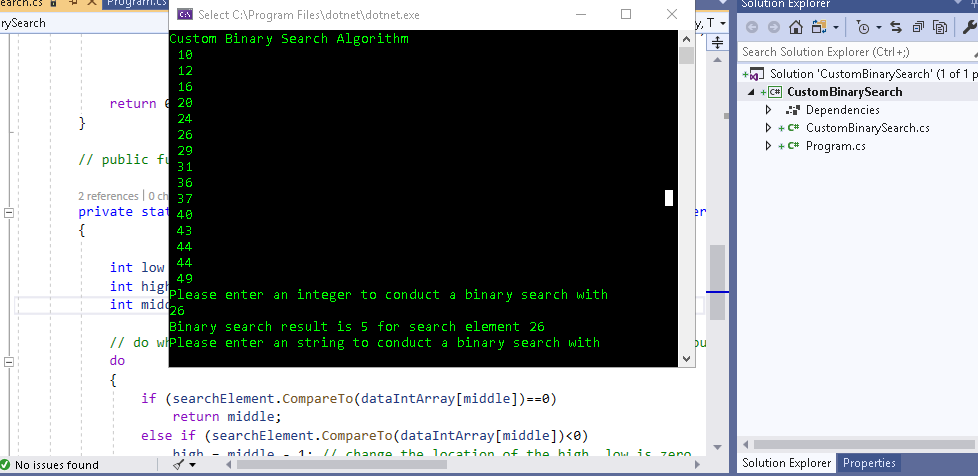 earch.cs
Program.cs
rySearch
y, T
return 0
}
// public fu
2 references | 0 ch
private stat
er
{
int low
int high
int midd
// do wh
ou
do
{
if (searchElement.CompareTo(dataIntArray[middle])==0)
return middle;
else if (searchElement.CompareTo(dataIntArray[middle])<0)
high = middle - 1; // change the location of the high, low is zero
No issues found
Select C:\Program Files\dotnet\dotnet.exe
Custom Binary Search Algorithm
10
12
16
20
24
26
29
31
36
37
40
43
44
44
49
Please enter an integer to conduct a binary search with
26
Binary search result is 5 for search element 26
Please enter an string to conduct a binary search with
Solution Explorer
Search Solution Explorer (Ctrl+;)
Solution 'CustomBinarySearch' (1 of 1 p
CustomBinarySearch
Dependencies
CustomBinarySearch.cs
Program.cs
Solution Explorer
Properties